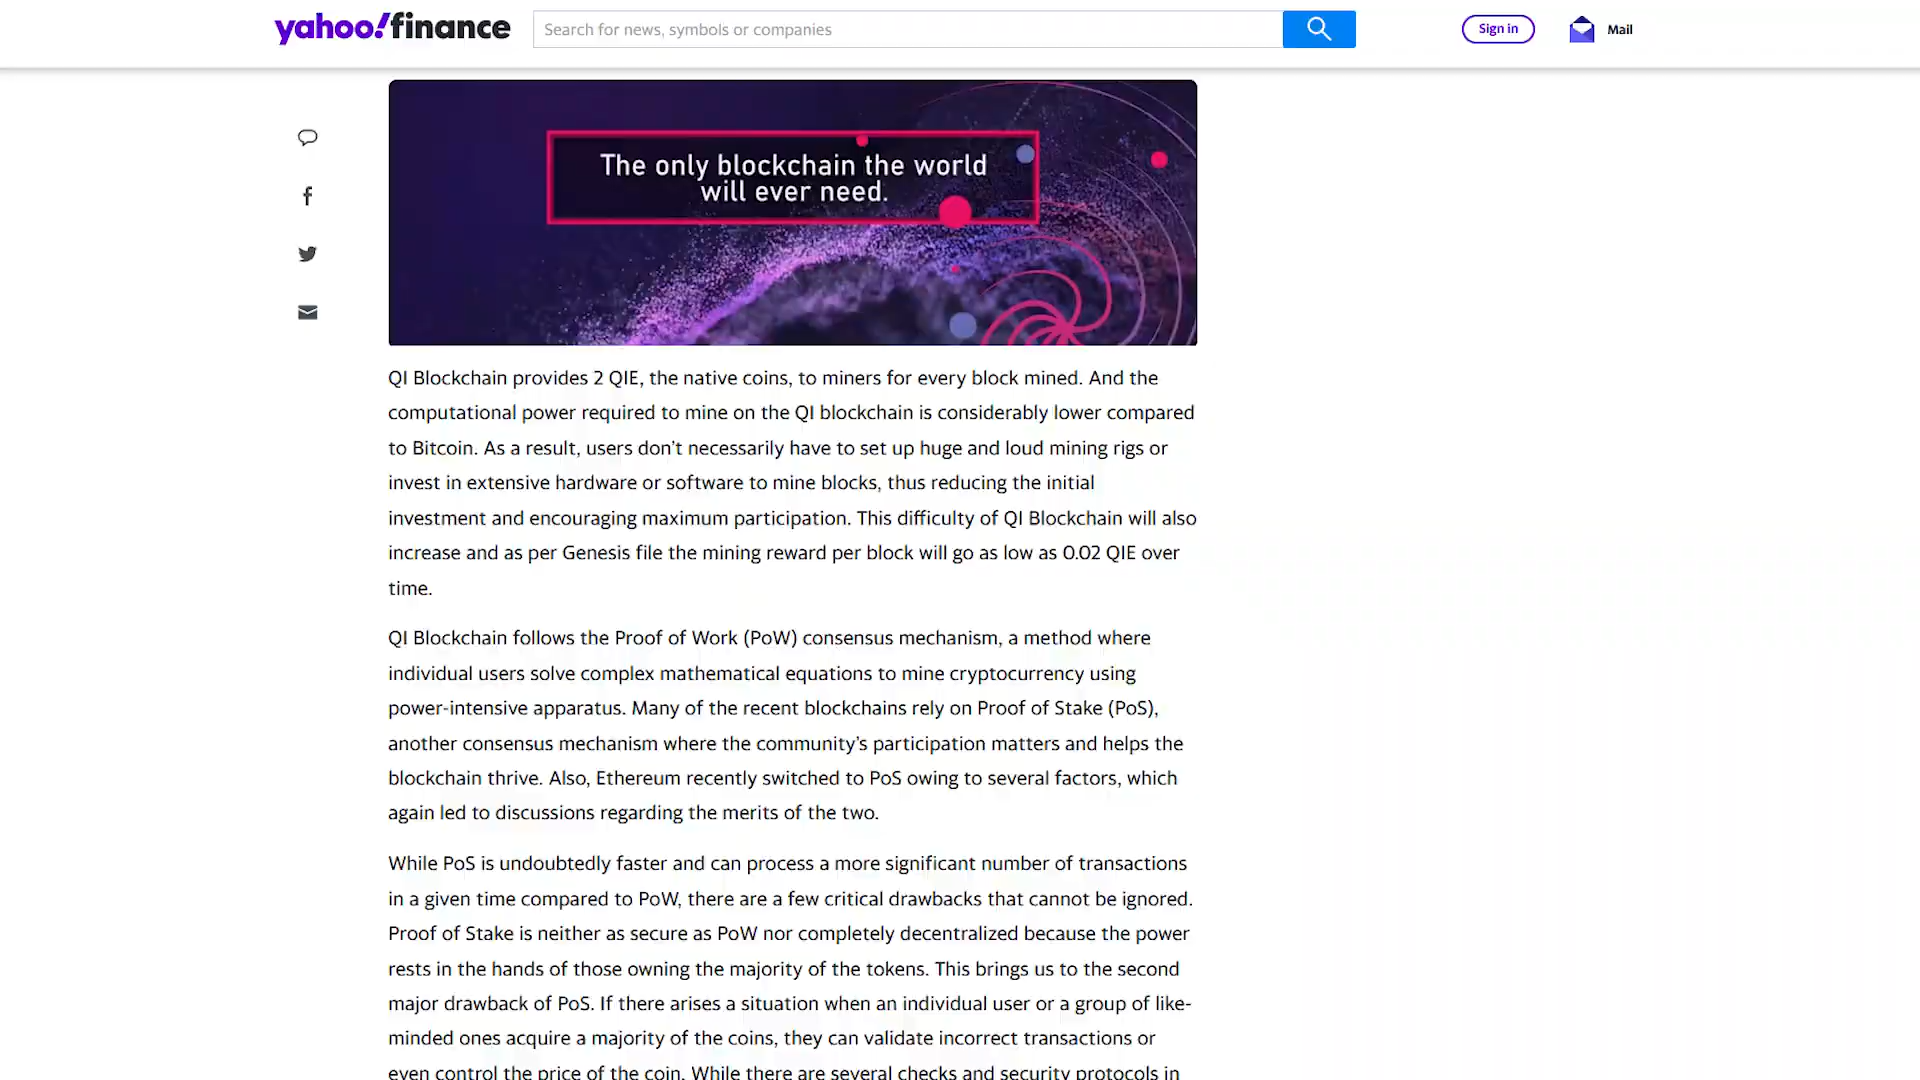 yahoo!finance
Search for news, symbols or companies
Sign in
Mail
The only blockchain the world
will ever need.
QI Blockchain provides 2 QIE, the native coins, to miners for every block mined. And the
computational power required to mine on the QI blockchain is considerably lower compared
to Bitcoin. As a result, users don’t necessarily have to set up huge and loud mining rigs or
invest in extensive hardware or software to mine blocks, thus reducing the initial
investment and encouraging maximum participation. This difficulty of QI Blockchain will also
increase and as per Genesis file the mining reward per block will go as low as 0.02 QIE over
time.
QI Blockchain follows the Proof of Work (PoW) consensus mechanism, a method where
individual users solve complex mathematical equations to mine cryptocurrency using
power-intensive apparatus. Many of the recent blockchains rely on Proof of Stake (PoS),
another consensus mechanism where the community’s participation matters and helps the
blockchain thrive. Also, Ethereum recently switched to PoS owing to several factors, which
again led to discussions regarding the merits of the two.
While PoS is undoubtedly faster and can process a more significant number of transactions
in a given time compared to PoW, there are a few critical drawbacks that cannot be ignored.
Proof of Stake is neither as secure as PoW nor completely decentralized because the power
rests in the hands of those owning the majority of the tokens. This brings us to the second
major drawback of PoS. If there arises a situation when an individual user or a group of like-
minded ones acquire a majority of the coins, they can validate incorrect transactions or
even control the price of the coin. While there are several checks and security protocols in